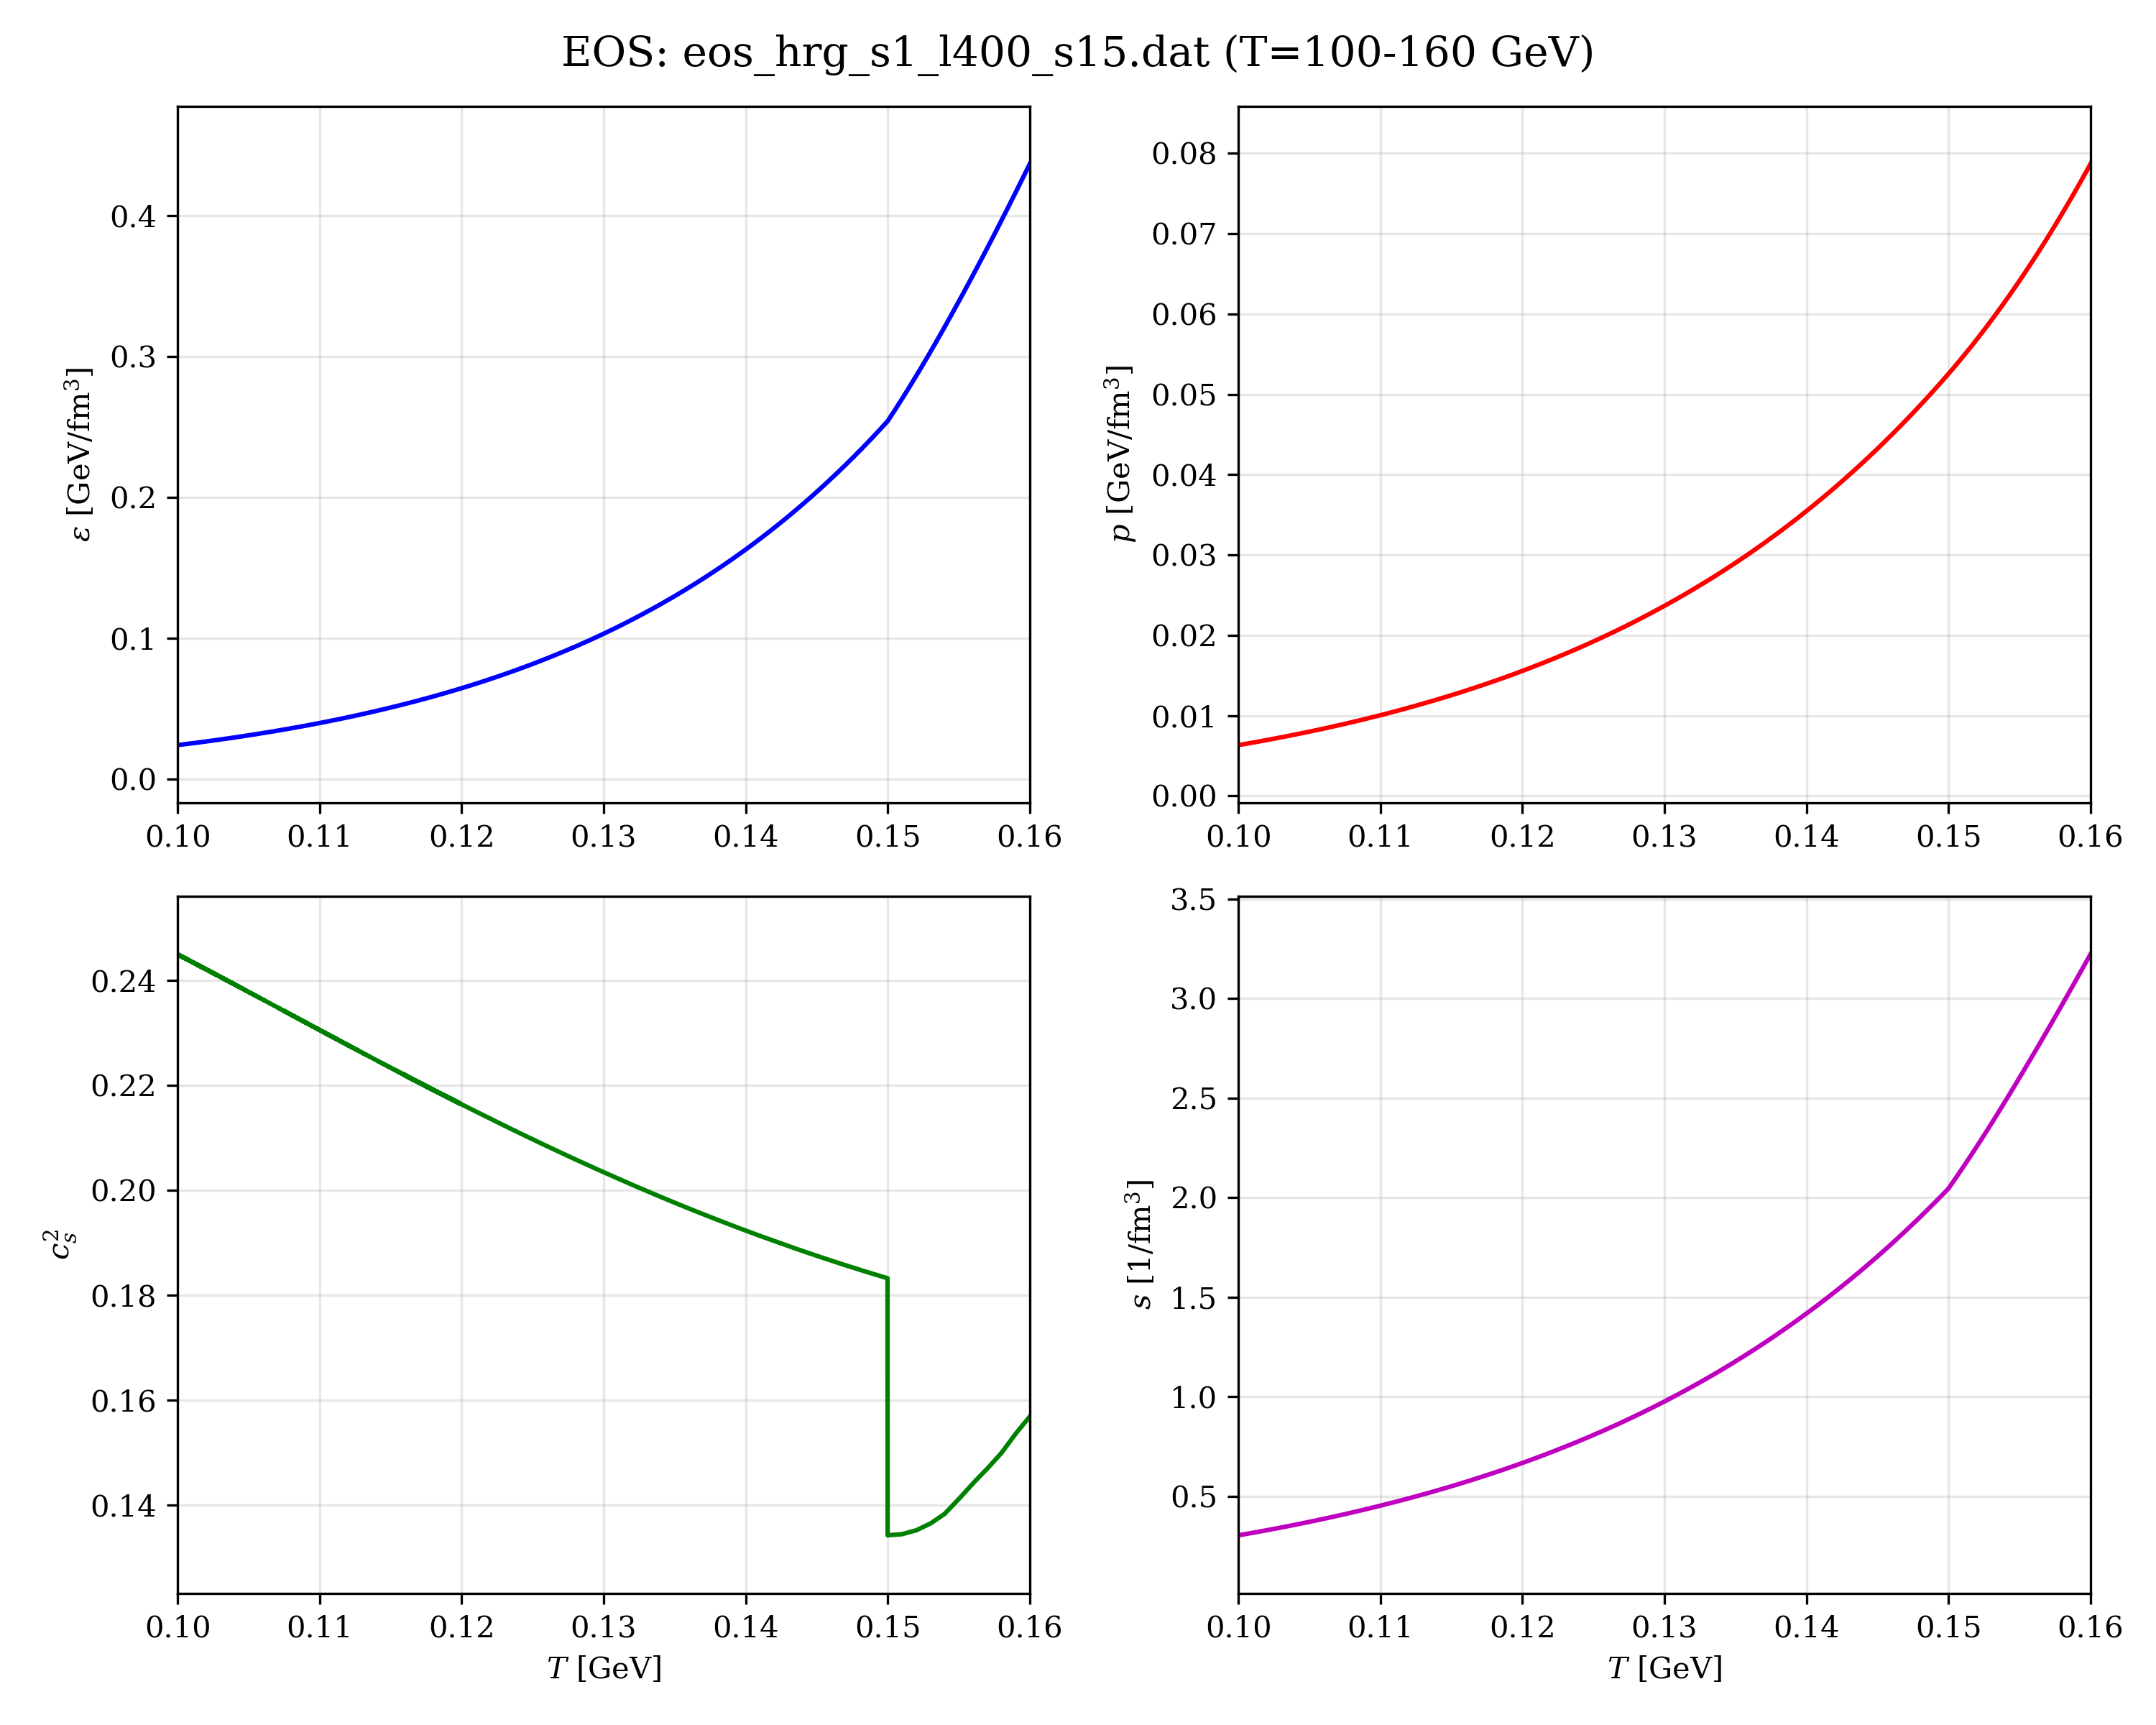 EOS: eos_hrg_s1_l400_s15.dat (T=100-160 GeV)
ε [GeV/fm³]
0.4
0.3
0.2
0.1
0.0
0.10 0.11 0.12 0.13 0.14 0.15 0.16
p [GeV/fm³]
0.08
0.07
0.06
0.05
0.04
0.03
0.02
0.01
0.00
0.10 0.11 0.12 0.13 0.14 0.15 0.16
c_s^2
0.24
0.22
0.20
0.18
0.16
0.14
0.10 0.11 0.12 0.13 0.14 0.15 0.16
T [GeV]
s [1/fm³]
3.5
3.0
2.5
2.0
1.5
1.0
0.5
0.10 0.11 0.12 0.13 0.14 0.15 0.16
T [GeV]